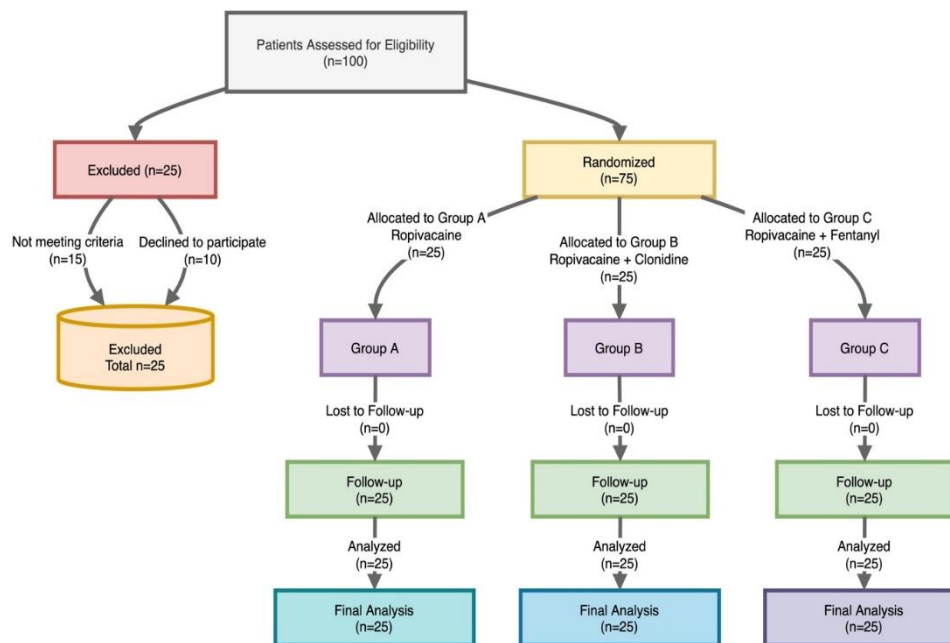 Patients Assessed for Eligibility
(n=100)
Excluded (n=25)
Randomized
(n=75)
Not meeting criteria
(n=15)
Declined to participate
(n=10)
Allocated to Group A
Ropivacaine
(n=25)
Allocated to Group B
Ropivacaine + Clonidine
(n=25)
Allocated to Group C
Ropivacaine + Fentanyl
(n=25)
Excluded
Total n=25
Group A
Group B
Group C
Lost to Follow-up
(n=0)
Lost to Follow-up
(n=0)
Lost to Follow-up
(n=0)
Follow-up
(n=25)
Follow-up
(n=25)
Follow-up
(n=25)
Analyzed
(n=25)
Analyzed
(n=25)
Analyzed
(n=25)
Final Analysis
(n=25)
Final Analysis
(n=25)
Final Analysis
(n=25)